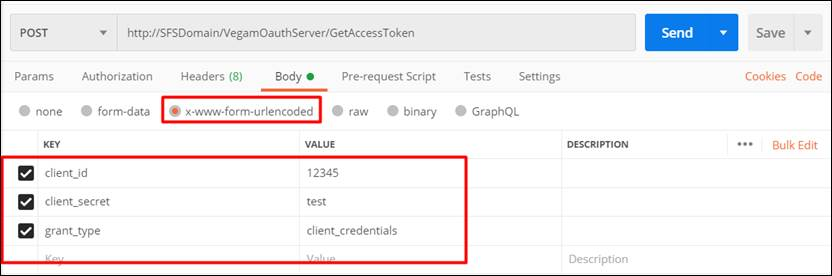 POST http://SFSDomain/VegamOauthServer/GetAccessToken Send Save
Params Authorization Headers (8) Body Pre-request Script Tests Settings Cookies Code
none form-data x-www-form-urlencoded raw binary GraphQL
KEY VALUE DESCRIPTION ••• Bulk Edit
client_id 12345
client_secret test
grant_type client_credentials
Key Value Description